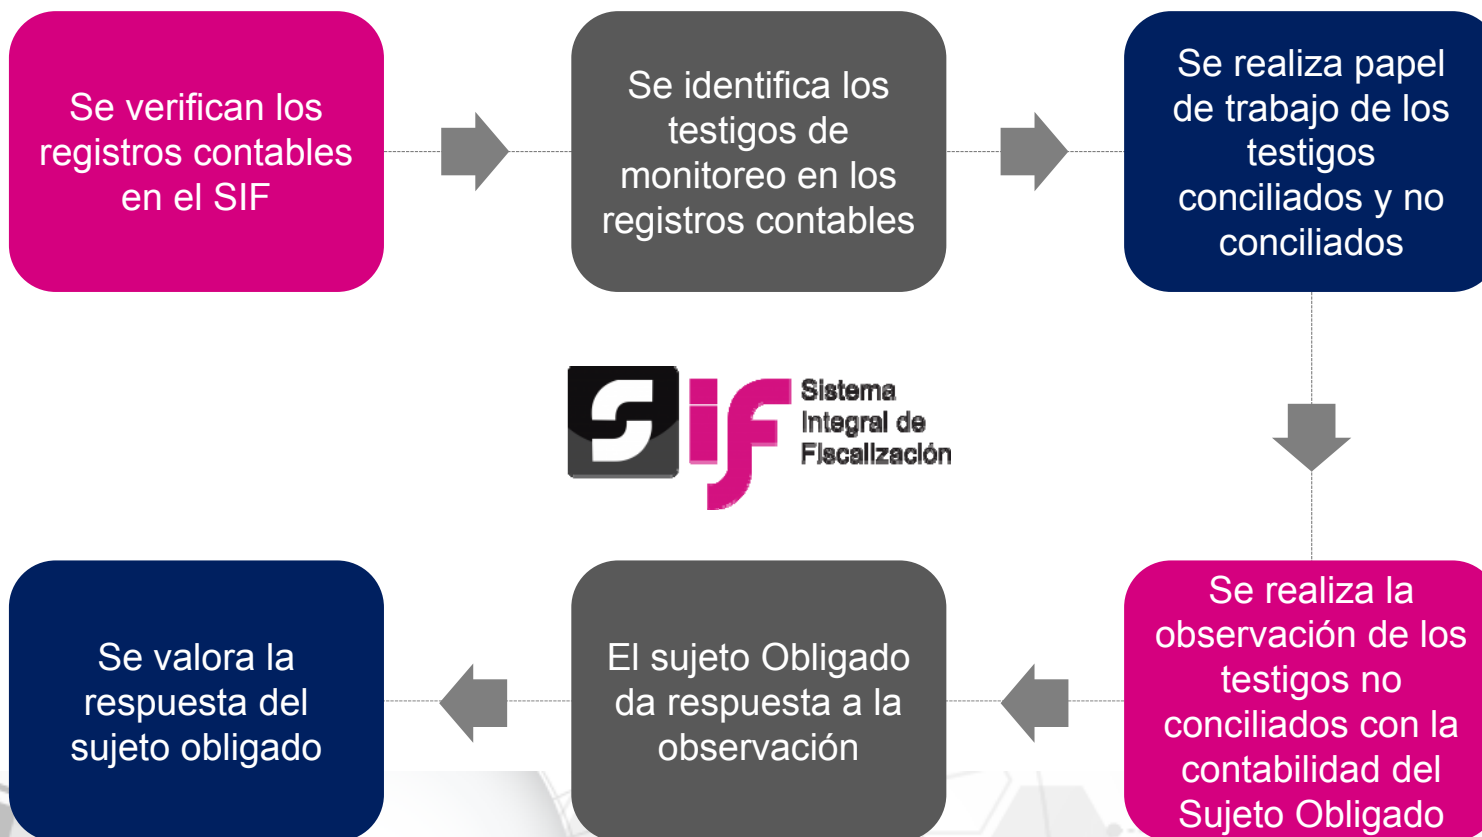 Se verifican los
registros contables
en el SIF
Se identifica los
testigos de
monitoreo en los
registros contables
Se realiza papel
de trabajo de los
testigos
conciliados y no
conciliados
sif
Sistema
Integral de
Fiscalización
Se realiza la
observación de los
testigos no
conciliados con la
contabilidad del
Sujeto Obligado
El sujeto Obligado
da respuesta a la
observación
Se valora la
respuesta del
sujeto obligado